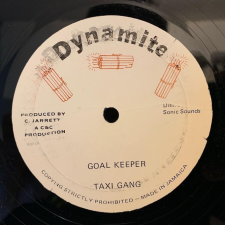 Dynamite
PRODUCED BY
C. JARRETT
A C&C
PRODUCTION
Sonic Sounds
GOAL KEEPER
TAXI GANG
COPYING STRICTLY PROHIBITED – MADE IN JAMAICA